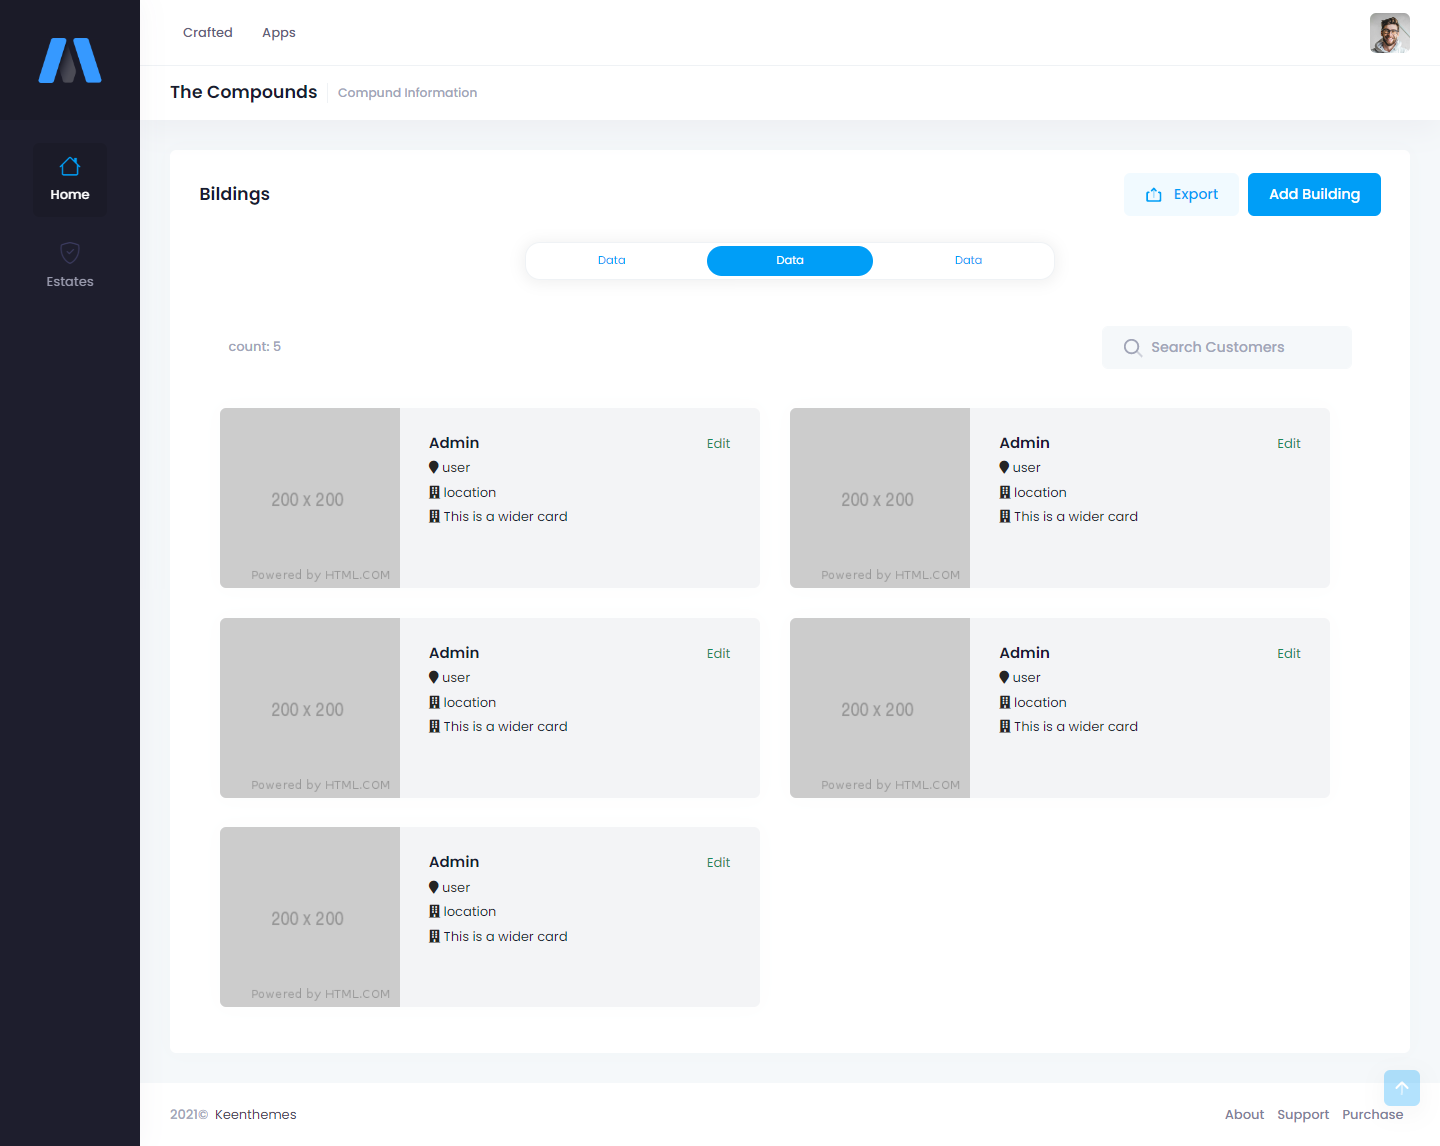 Crafted Apps
The Compounds Compund Information
Home
Estates
Bildings
Export
Add Building
Data Data Data
count: 5
Search Customers
200 x 200
Powered by HTML.COM
Admin Edit
user
location
This is a wider card
200 x 200
Powered by HTML.COM
Admin Edit
user
location
This is a wider card
200 x 200
Powered by HTML.COM
Admin Edit
user
location
This is a wider card
200 x 200
Powered by HTML.COM
Admin Edit
user
location
This is a wider card
200 x 200
Powered by HTML.COM
Admin Edit
user
location
This is a wider card
2021© Keenthemes
About Support Purchase